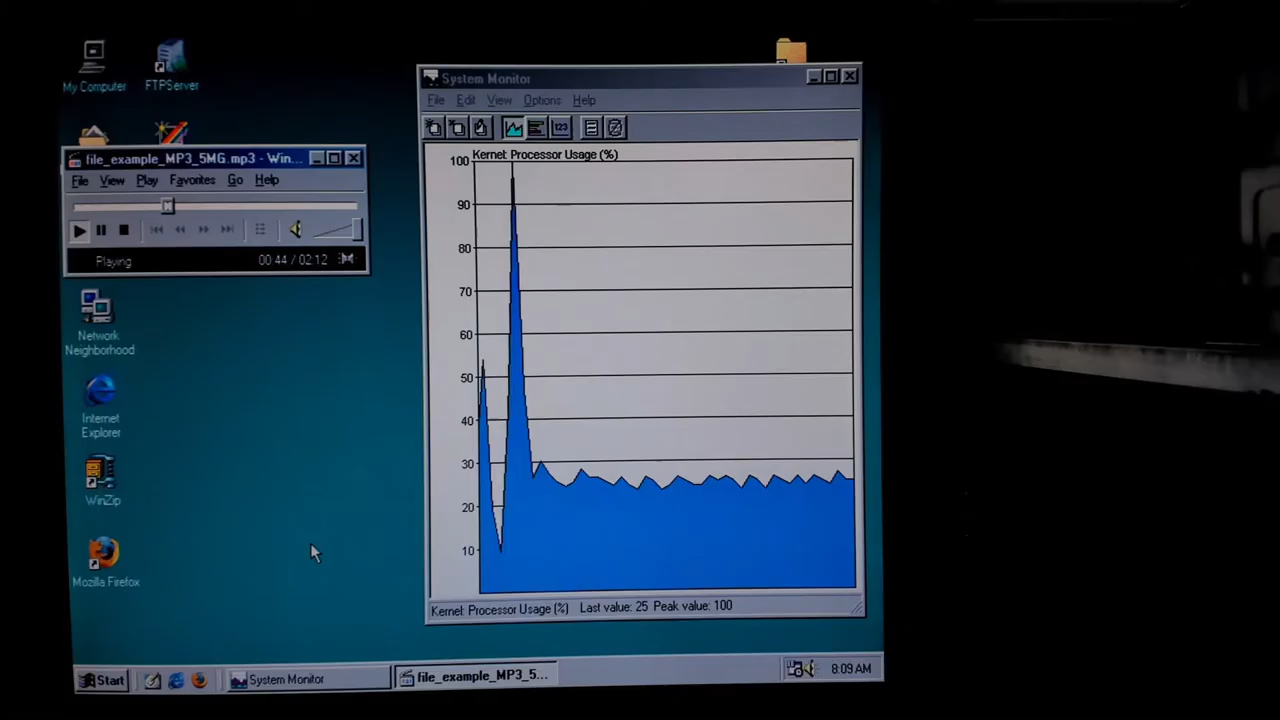 My Computer
FTPServer
file_example_MP3_5MG.mp3 - Win...
File View Play Favorites Go Help
Playing 00:44 / 02:12
Network
Neighborhood
Internet
Explorer
WinZip
Mozilla Firefox
System Monitor
File Edit View Options Help
123
Kernel: Processor Usage (%)
100
90
80
70
60
50
40
30
20
10
Kernel: Processor Usage (%) Last value: 25 Peak value: 100
Start
System Monitor
file_example_MP3_5...
8:09 AM